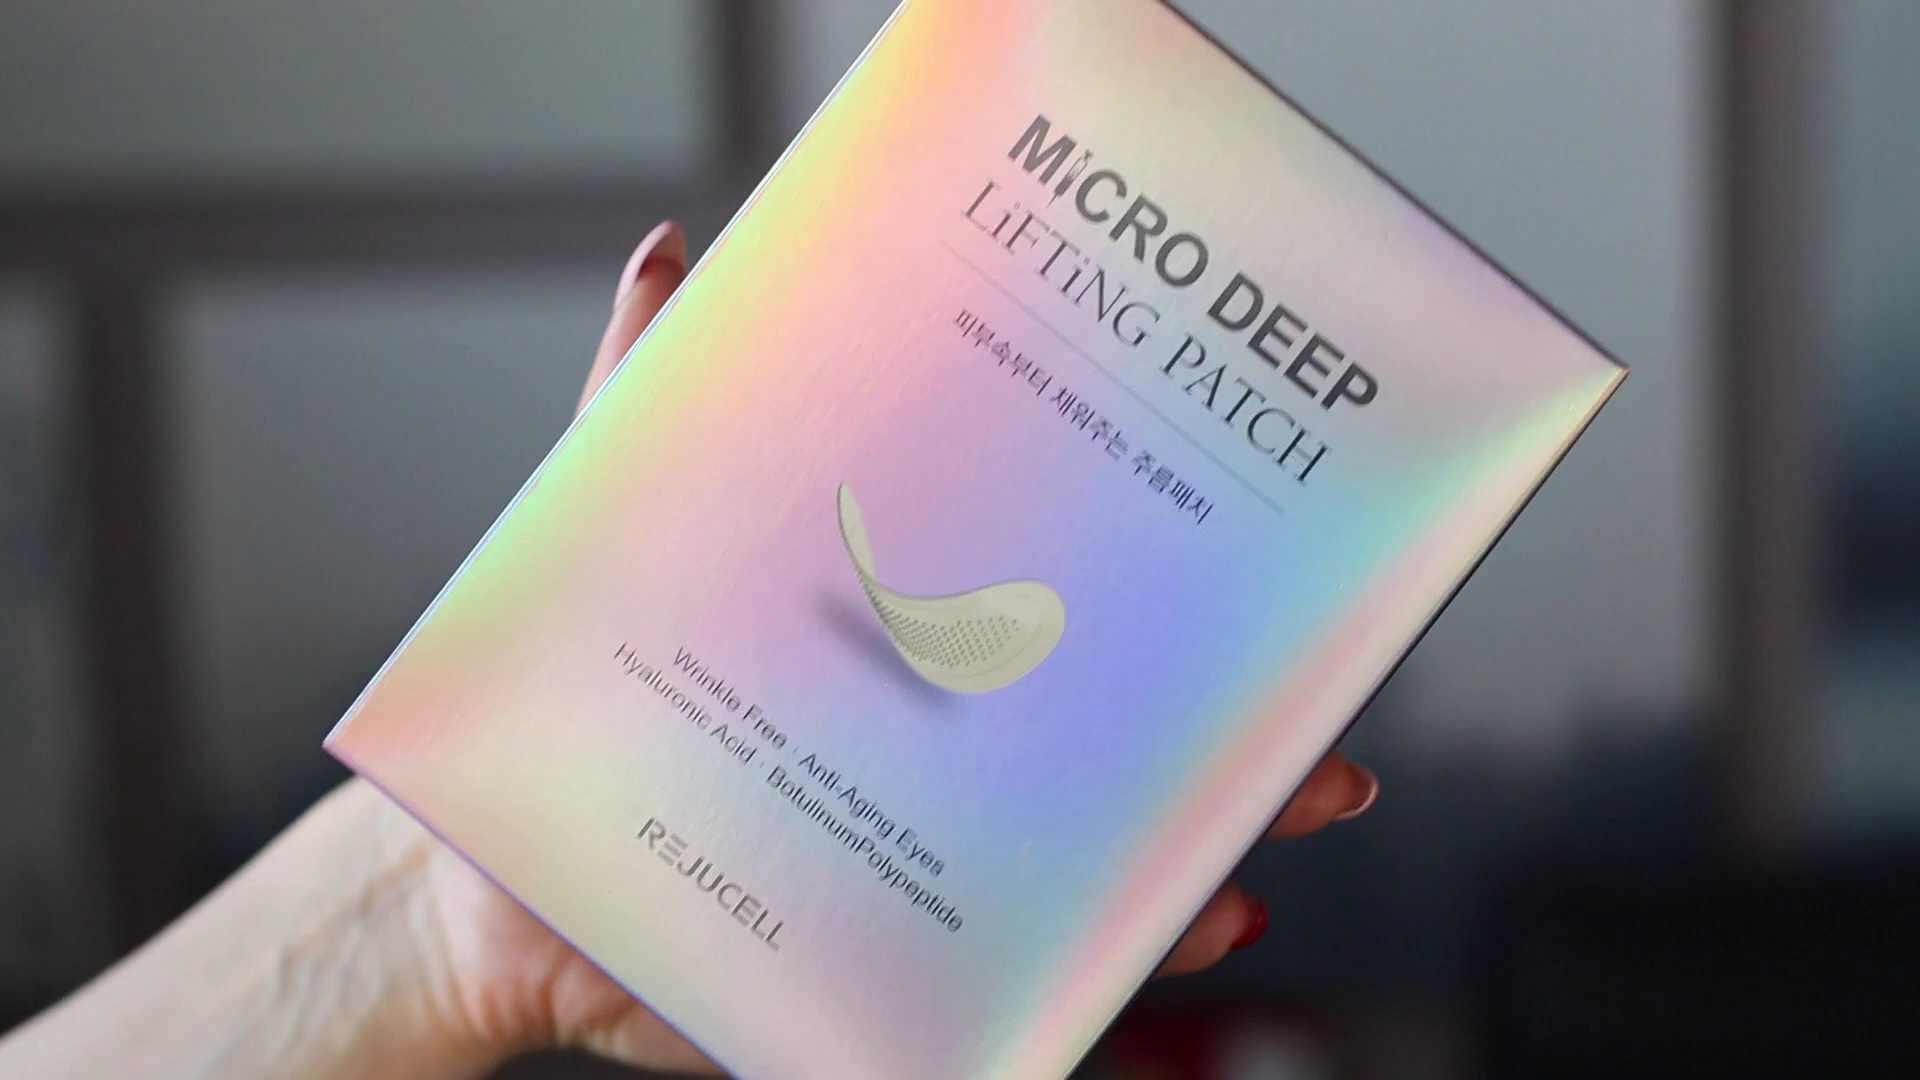 MiCRO DEEP
LiFTiNG PATCH
피부속부터 채워주는 주름패치
Wrinkle Free · Anti-Aging Eyes
Hyaluronic Acid · BotulinumPolypeptide
REJUCELL